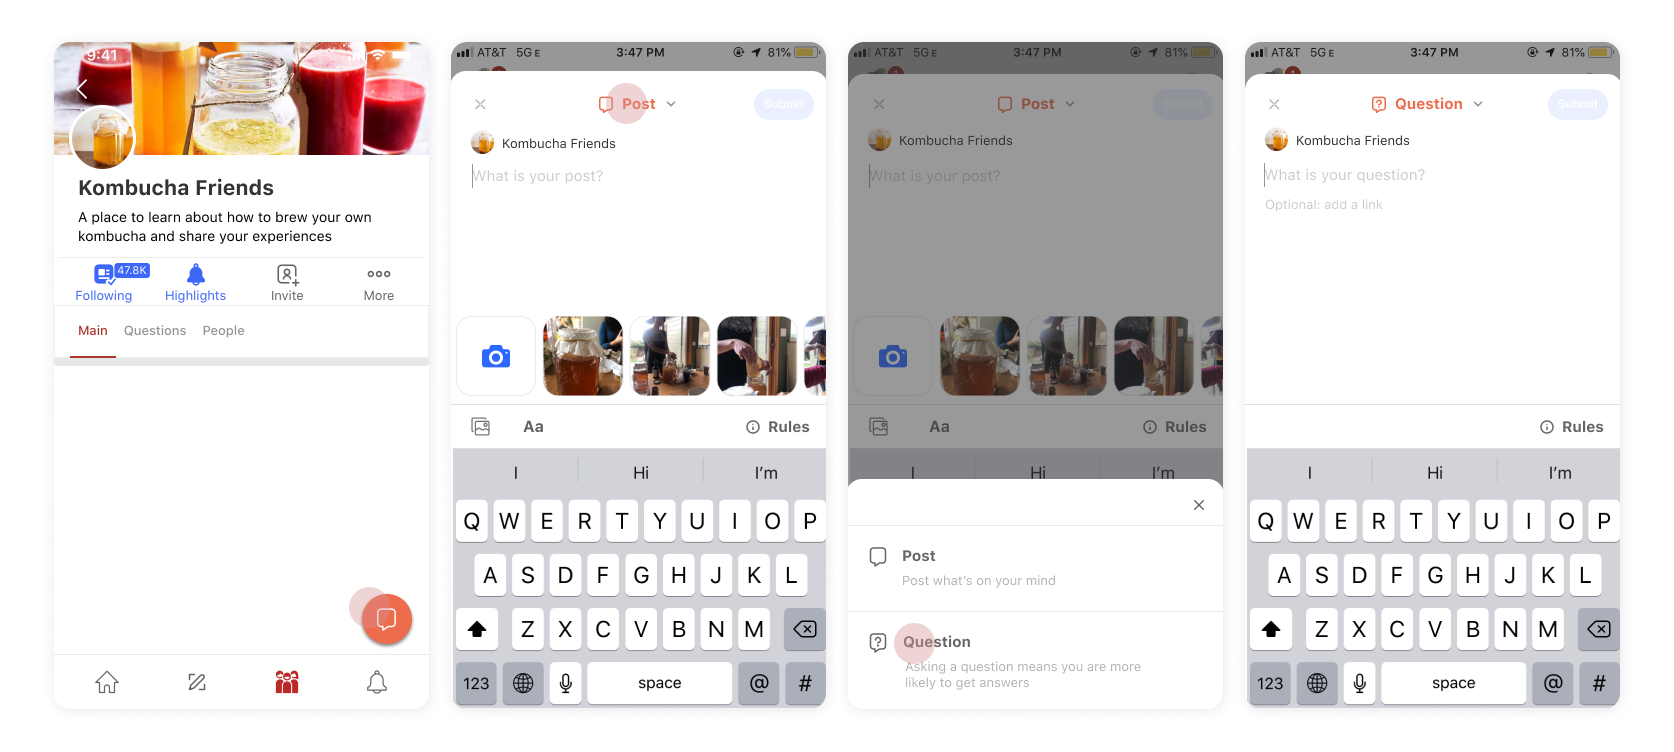 9:41
Kombucha Friends
A place to learn about how to brew your own
kombucha and share your experiences
47.8K
Following Highlights Invite More
Main Questions People
AT&T 5G E 3:47 PM 81%
Post Submit
Kombucha Friends
What is your post?
Aa Rules
I Hi I'm
Q W E R T Y U I O P
A S D F G H J K L
Z X C V B N M
123 space @ #
AT&T 5G E 3:47 PM 81%
1
Post Submit
Kombucha Friends
What is your post?
Aa Rules
I Hi I'm
Post
Post what's on your mind
Question
Asking a question means you are more
likely to get answers
AT&T 5G E 3:47 PM 81%
1
Question Submit
Kombucha Friends
What is your question?
Optional: add a link
Rules
I Hi I'm
Q W E R T Y U I O P
A S D F G H J K L
Z X C V B N M
123 space @ #